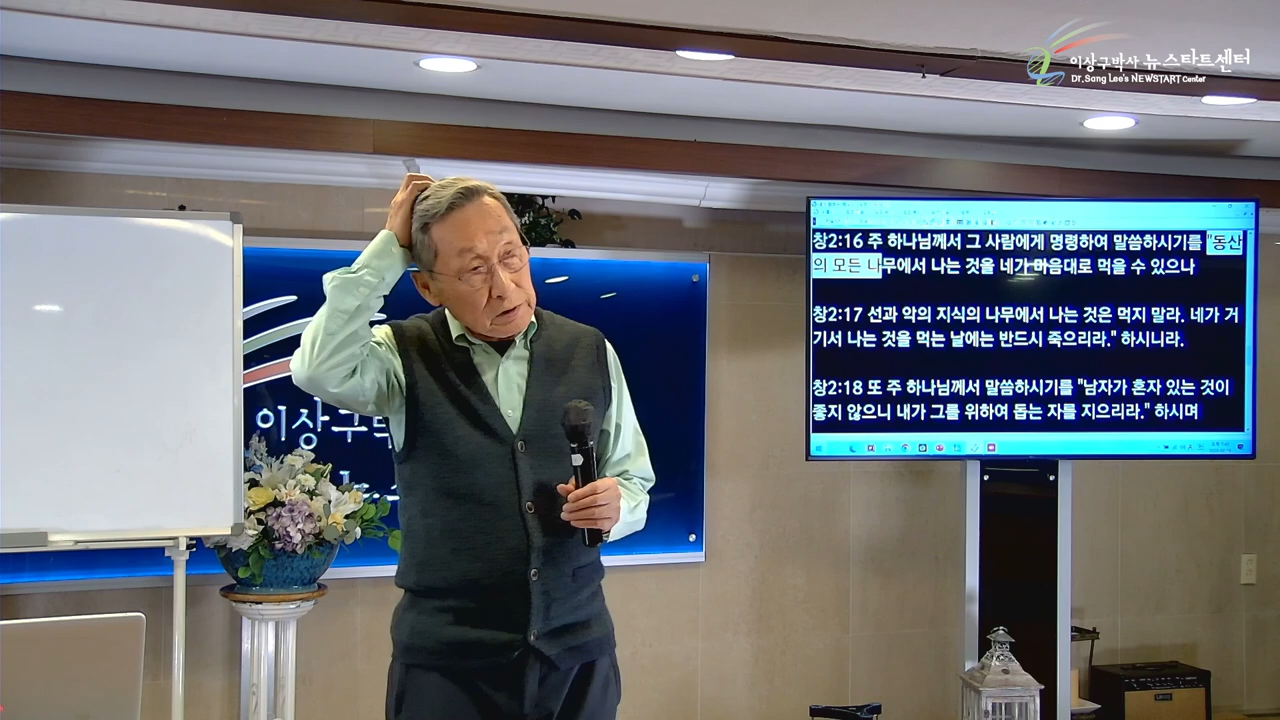 이상구박사 뉴스타트센터
Dr. Sang Lee's NEWSTART Center
창2:16 주 하나님께서 그 사람에게 명령하여 말씀하시기를 "동산
의 모든 나무에서 나는 것을 네가 마음대로 먹을 수 있으나
창2:17 선과 악의 지식의 나무에서 나는 것은 먹지 말라. 네가 거
기서 나는 것을 먹는 날에는 반드시 죽으리라." 하시니라.
창2:18 또 주 하나님께서 말씀하시기를 "남자가 혼자 있는 것이
좋지 않으니 내가 그를 위하여 돕는 자를 지으리라." 하시며
이상구